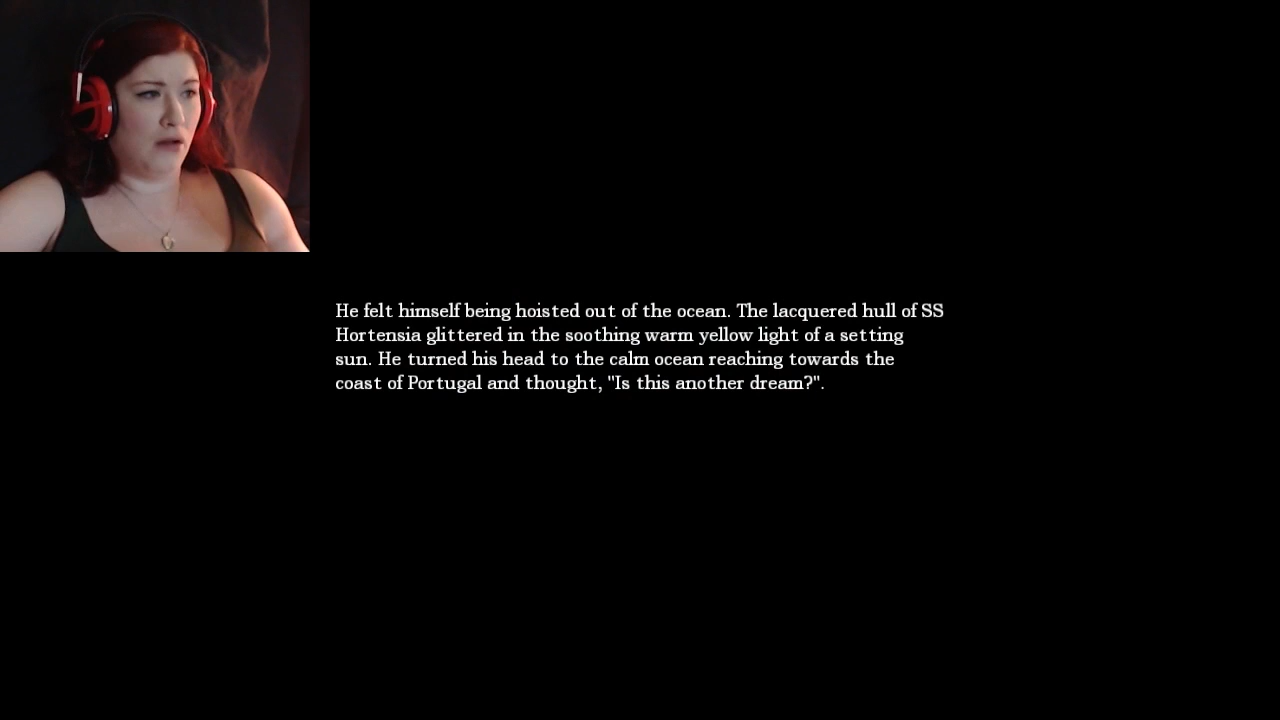 He felt himself being hoisted out of the ocean. The lacquered hull of SS
Hortensia glittered in the soothing warm yellow light of a setting
sun. He turned his head to the calm ocean reaching towards the
coast of Portugal and thought, "Is this another dream?".